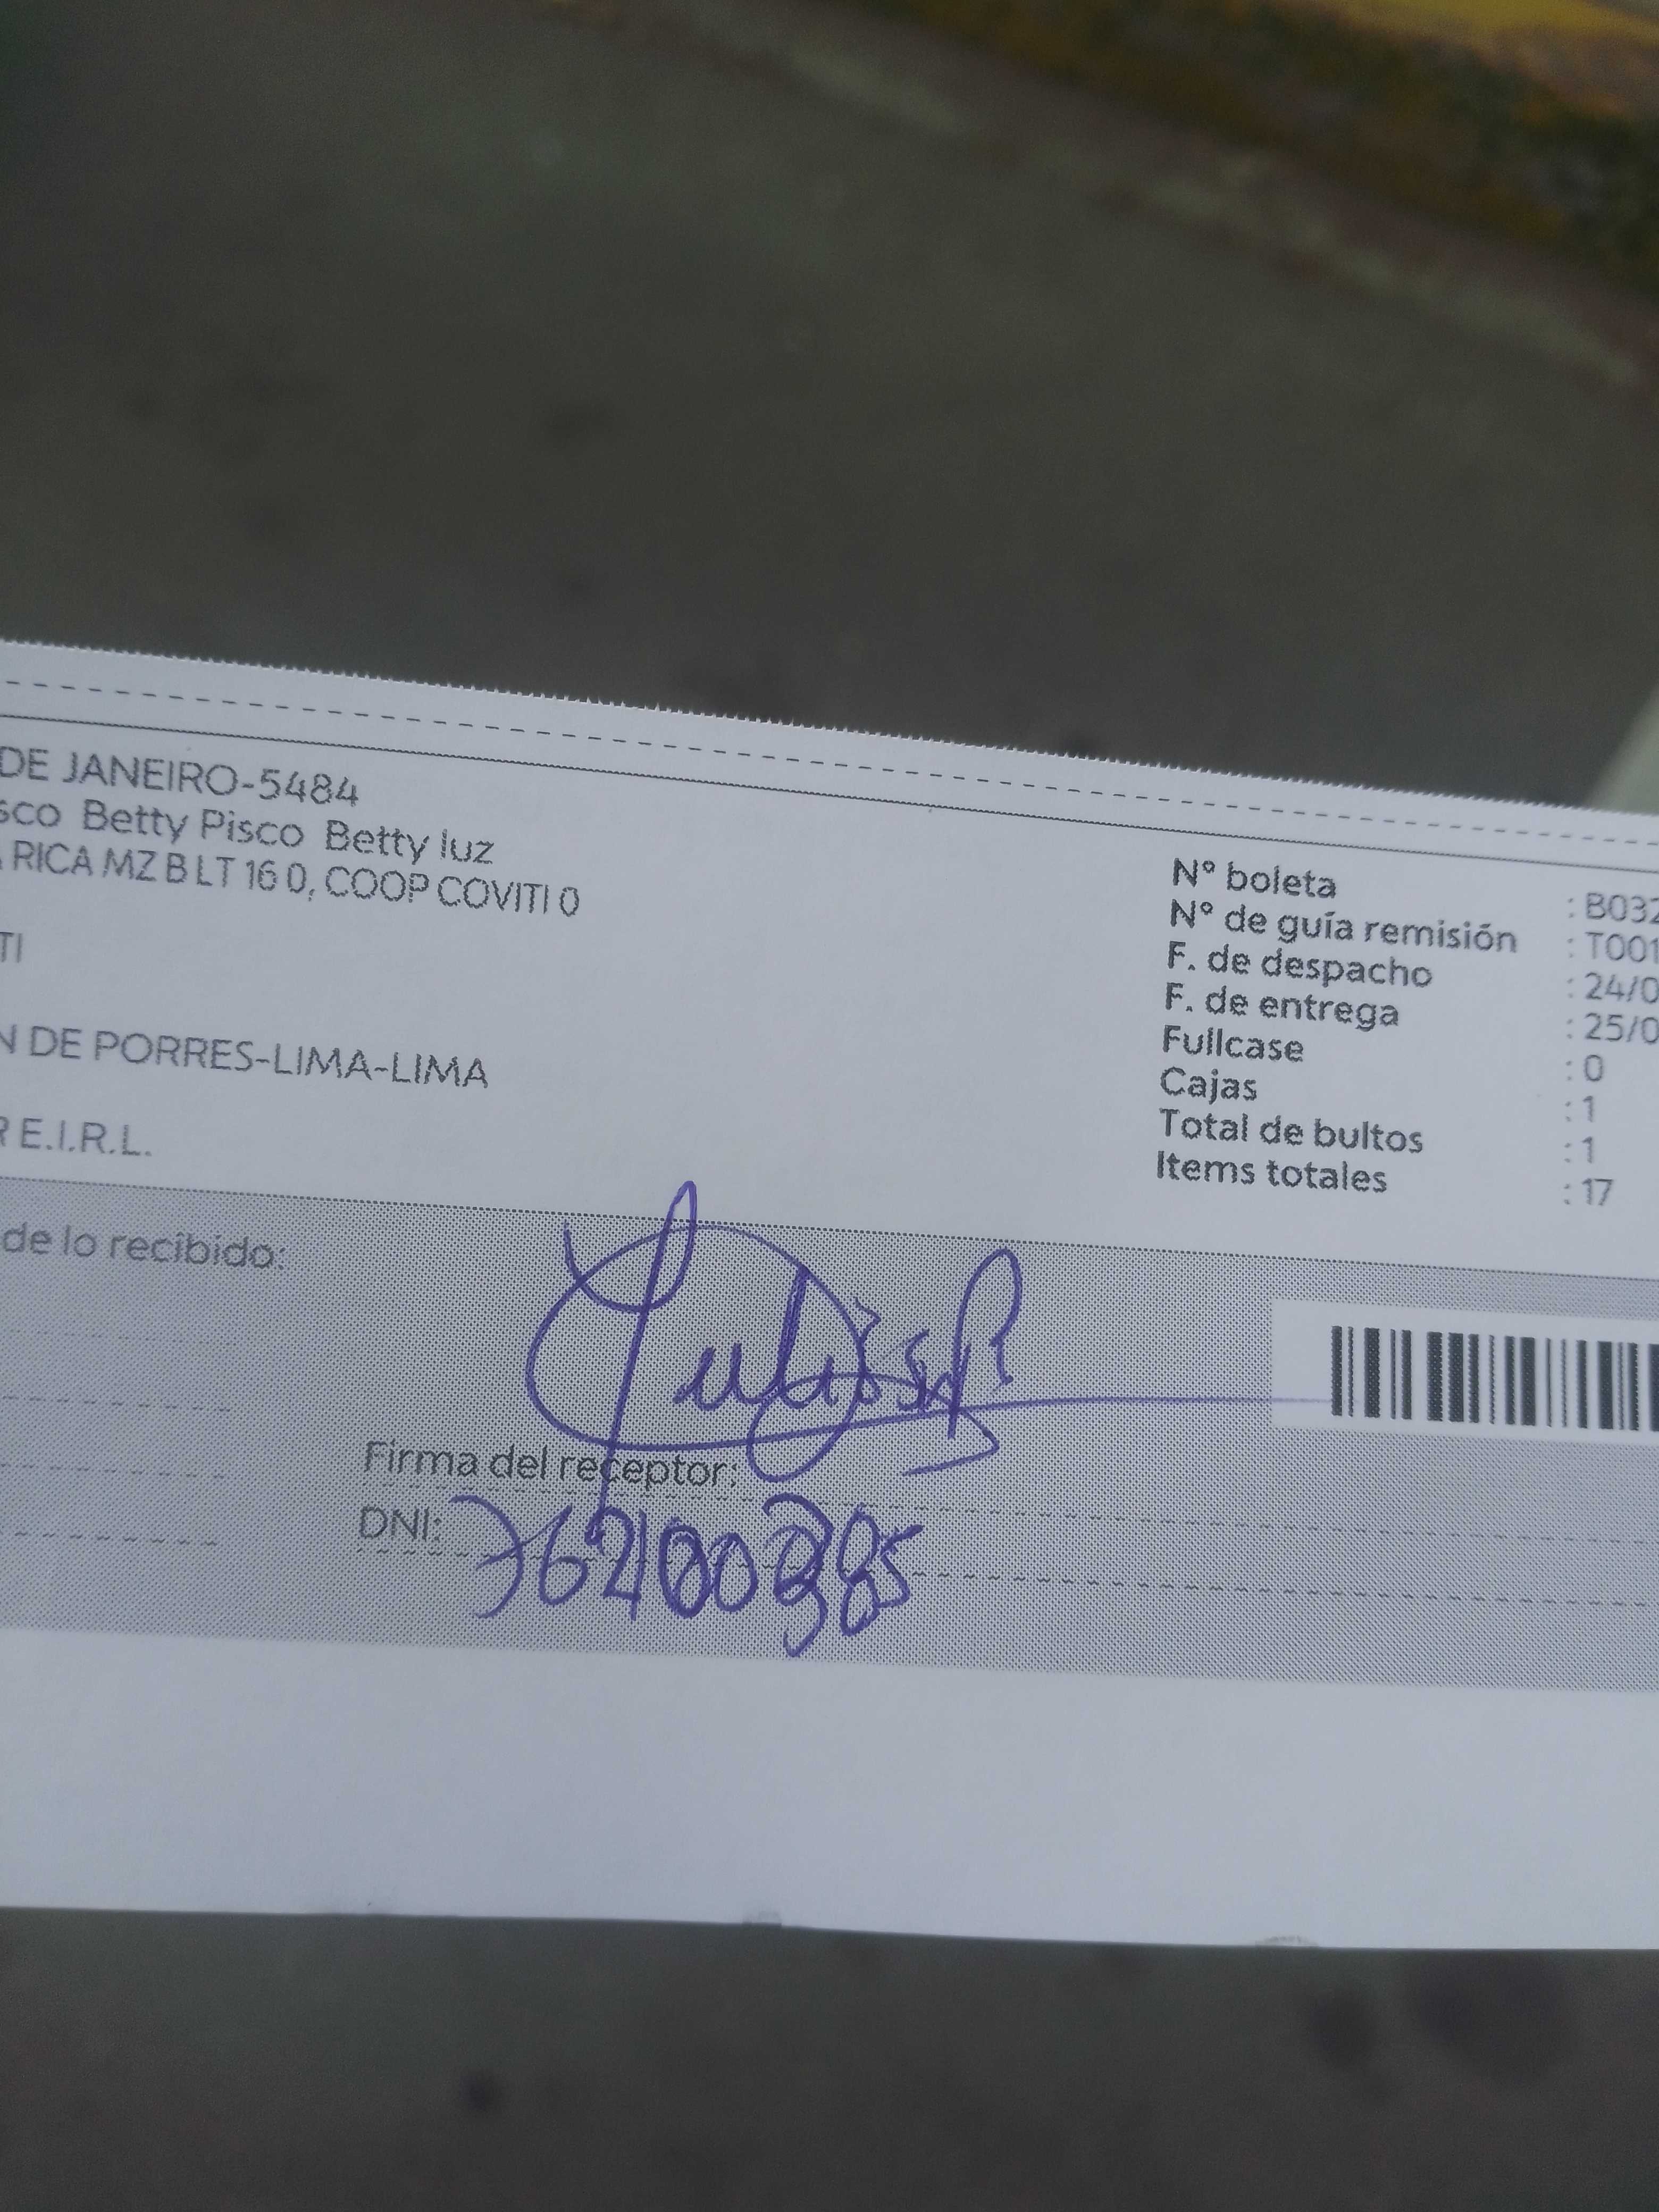 DE JANEIRO-5484
sco Betty Pisco Betty luz
RICA MZ B LT 16 0, COOP COVITI 0
TI
N DE PORRES-LIMA-LIMA
R E.I.R.L.
Nº boleta : B032
Nº de guía remisión : T001
F. de despacho : 24/0
F. de entrega : 25/0
Fullcase : 0
Cajas : 1
Total de bultos : 1
Items totales : 17
de lo recibido:
Firma del receptor:
DNI: